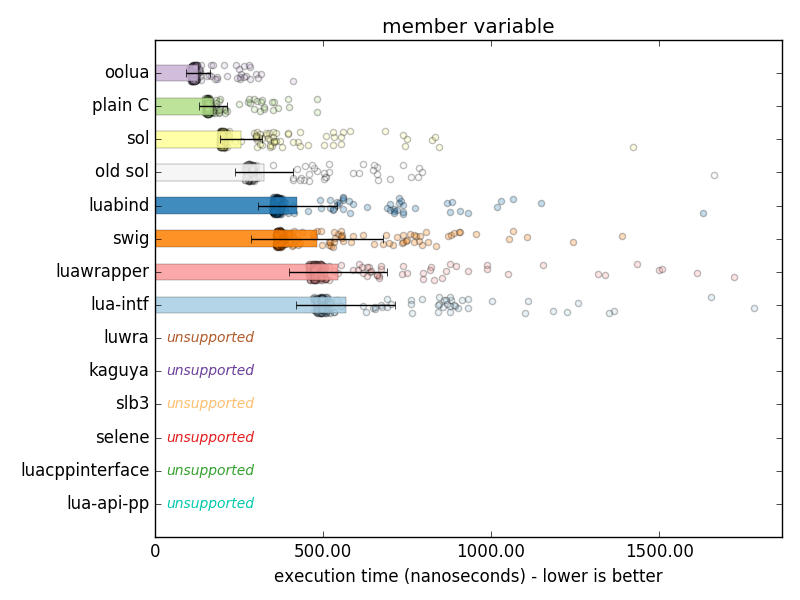 member variable
oolua
plain C
sol
old sol
luabind
swig
luawrapper
lua-intf
luwra unsupported
kaguya unsupported
slb3 unsupported
selene unsupported
luacppinterface unsupported
lua-api-pp unsupported
0 500.00 1000.00 1500.00
execution time (nanoseconds) - lower is better